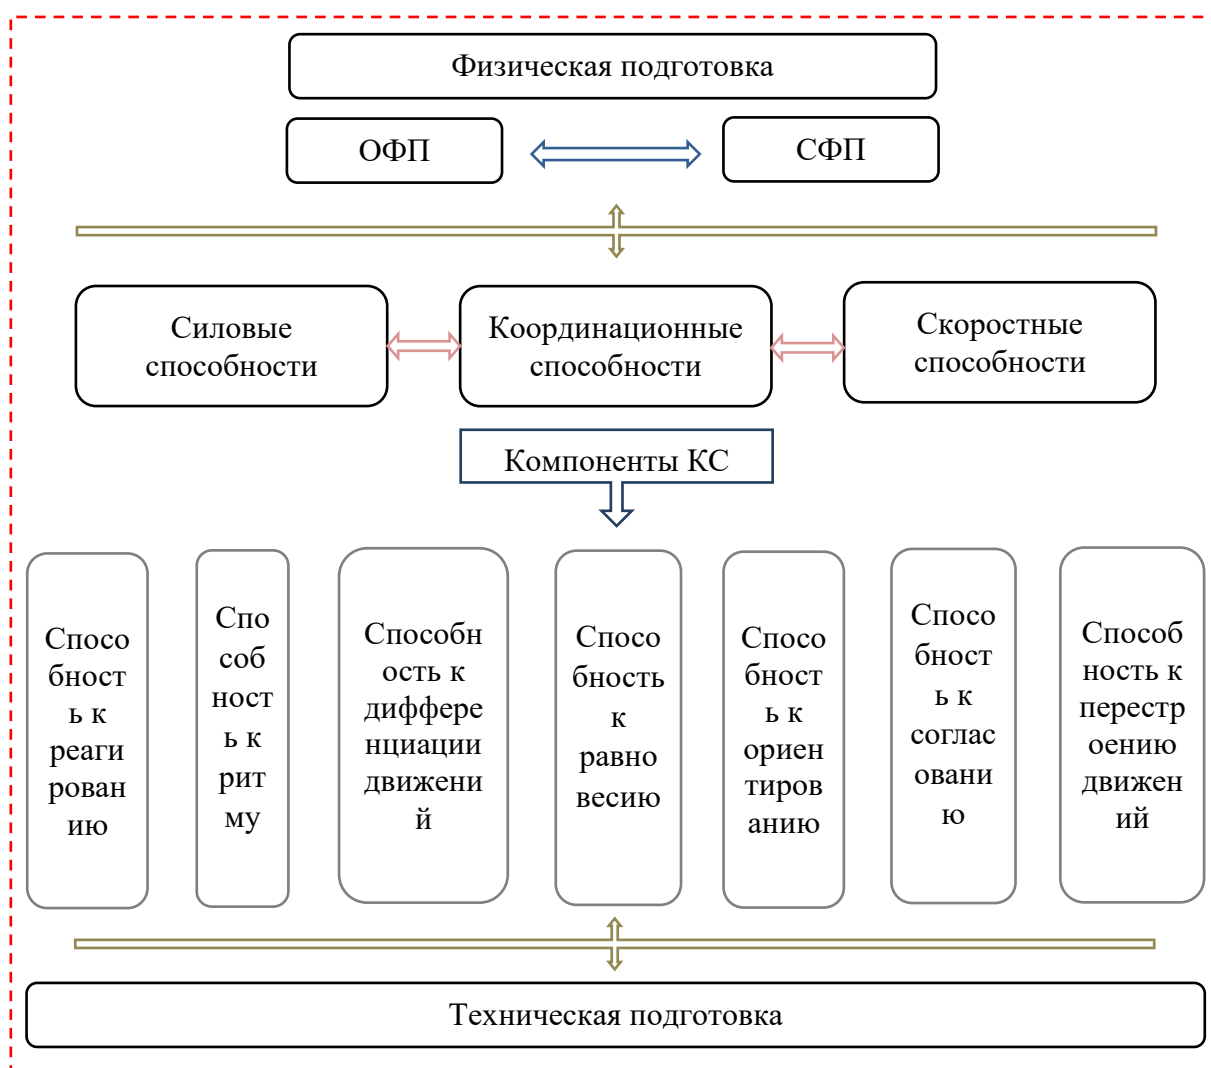 Физическая подготовка
ОФП
СФП
Силовые
способности
Координационные
способности
Скоростные
способности
Компоненты КС
Спосо
бност
ь к
реаги
рован
ию
Спо
соб
ност
ь к
рит
му
Способн
ость к
диффере
нциации
движени
й
Спосо
бность
к
равно
весию
Спосо
бност
ь к
ориен
тиров
анию
Спосо
бност
ь к
соглас
овани
ю
Способ
ность к
перестр
оению
движен
ий
Техническая подготовка